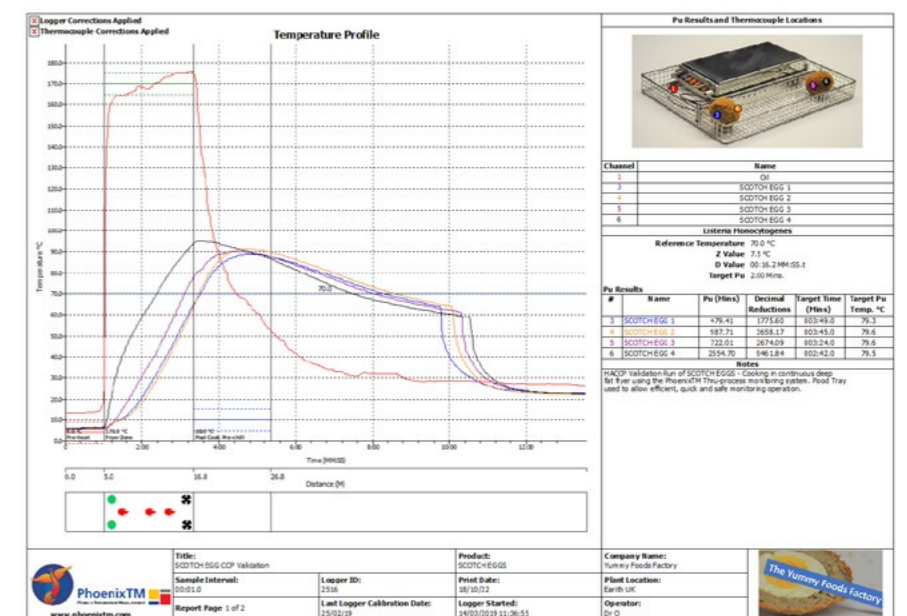 Logger Corrections Applied
Thermocouple Corrections Applied
Temperature Profile
180.0
170.0
160.0
150.0
140.0
130.0
120.0
110.0
100.0
90.0
80.0
70.0
60.0
50.0
40.0
30.0
20.0
10.0
0.0
Temperature °C
70.0
Pre-heat
Fryer Zone
Post Cook, Pre-chill
0:00
2:00
4:00
6:00
8:00
10:00
12:00
Time (MM:SS)
0.0 5.0 16.8 26.8
Distance (M)
Pu Results and Thermocouple Locations
Channel Name
1 Oil
3 SCOTCH EGG 1
4 SCOTCH EGG 2
5 SCOTCH EGG 3
6 SCOTCH EGG 4
Listeria Monocytogenes
Reference Temperature 70.0 °C
Z Value 7.5 °C
D Value 00:16.2 MM:SS.t
Target Pu 2.00 Mins.
Pu Results
# Name Pu (Mins) Decimal Reductions Target Time (Mins) Target Pu Temp. °C
3 SCOTCH EGG 1 479.41 1775.60 003:49.0 79.3
4 SCOTCH EGG 2 987.71 3658.17 003:45.0 79.6
5 SCOTCH EGG 3 722.01 2674.09 003:24.0 79.6
6 SCOTCH EGG 4 2554.70 9461.84 002:42.0 79.5
Notes
HACCP Validation Run of SCOTCH EGGS - Cooking in continuous deep
fat fryer using the PhoenixTM Thru-process monitoring system. Food Tray
used to allow efficient, quick and safe monitoring operation.
PhoenixTM
www.phoenixtm.com
Title:
SCOTCH EGG CCP Validation
Product:
SCOTCH EGGS
Company Name:
Yummy Foods Factory
Sample Interval:
00:01.0
Logger ID:
2516
Print Date:
18/10/22
Plant Location:
Earith UK
Report Page 1 of 2
Last Logger Calibration Date:
25/02/19
Logger Started:
14/03/2019 11:36:55
Operator:
Dr O
The Yummy Foods Factory